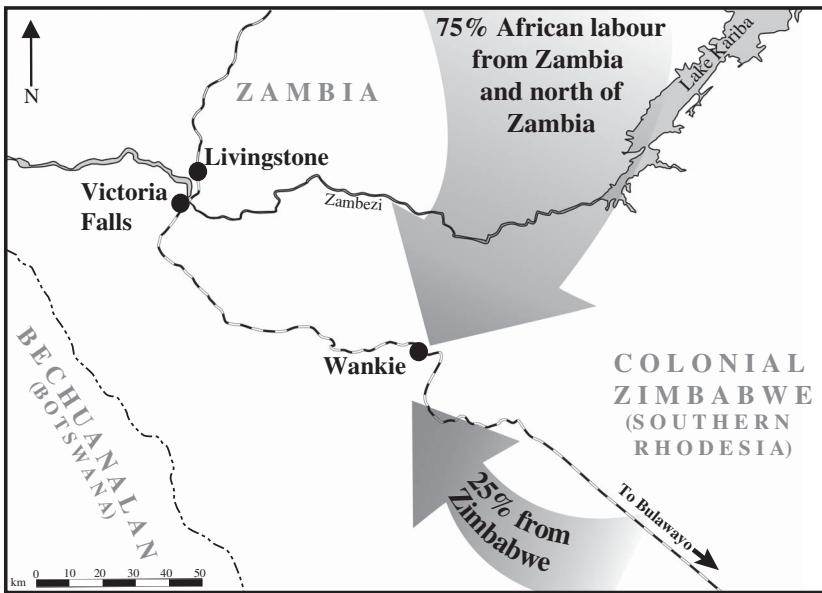 75% African labour
from Zambia
and north of
Zambia
Lake Kariba
N
ZAMBIA
Livingstone
Victoria
Falls
Zambezi
Wankie
BECHUANALAN
(BOTSWANA)
COLONIAL
ZIMBABWE
(SOUTHERN
RHODESIA)
25% from
Zimbabwe
To Bulawayo
km 0 10 20 30 40 50